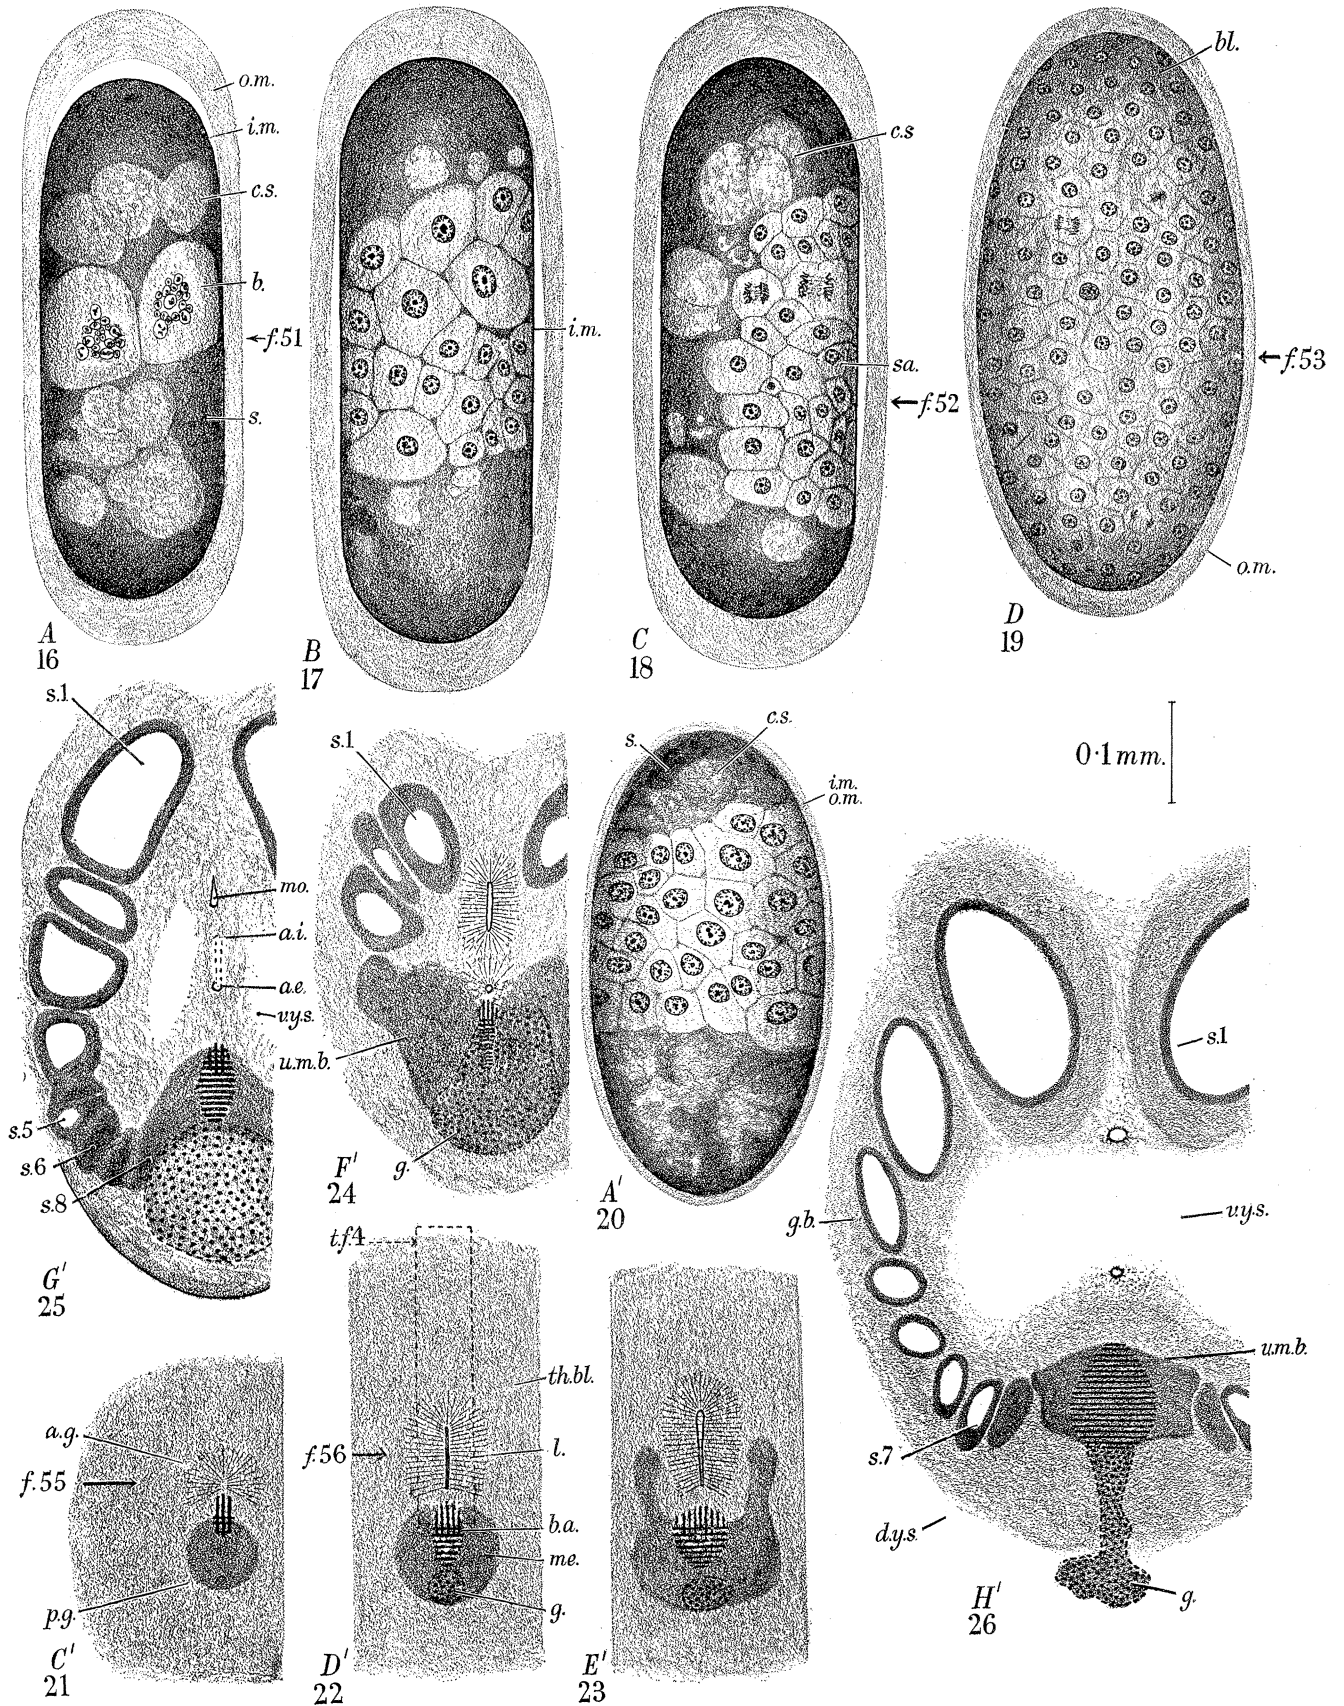 o.m.
i.m.
c.s.
b.
f.51
s.
A
16
i.m.
B
17
c.s
sa.
f.52
C
18
bl.
f.53
o.m.
D
19
s.1
mo.
a.i.
a.e.
v.y.s.
s.5
s.6
s.8
G'
25
s.1
u.m.b.
g.
F'
24
c.s.
s.
i.m.
o.m.
A'
20
0·1 mm.
s.1
g.b.
v.y.s.
u.m.b.
s.7
d.y.s.
g.
H'
26
a.g.
f.55
p.g.
C'
21
t.f.4
th.bl.
f.56
l.
b.a.
me.
g.
D'
22
E'
23